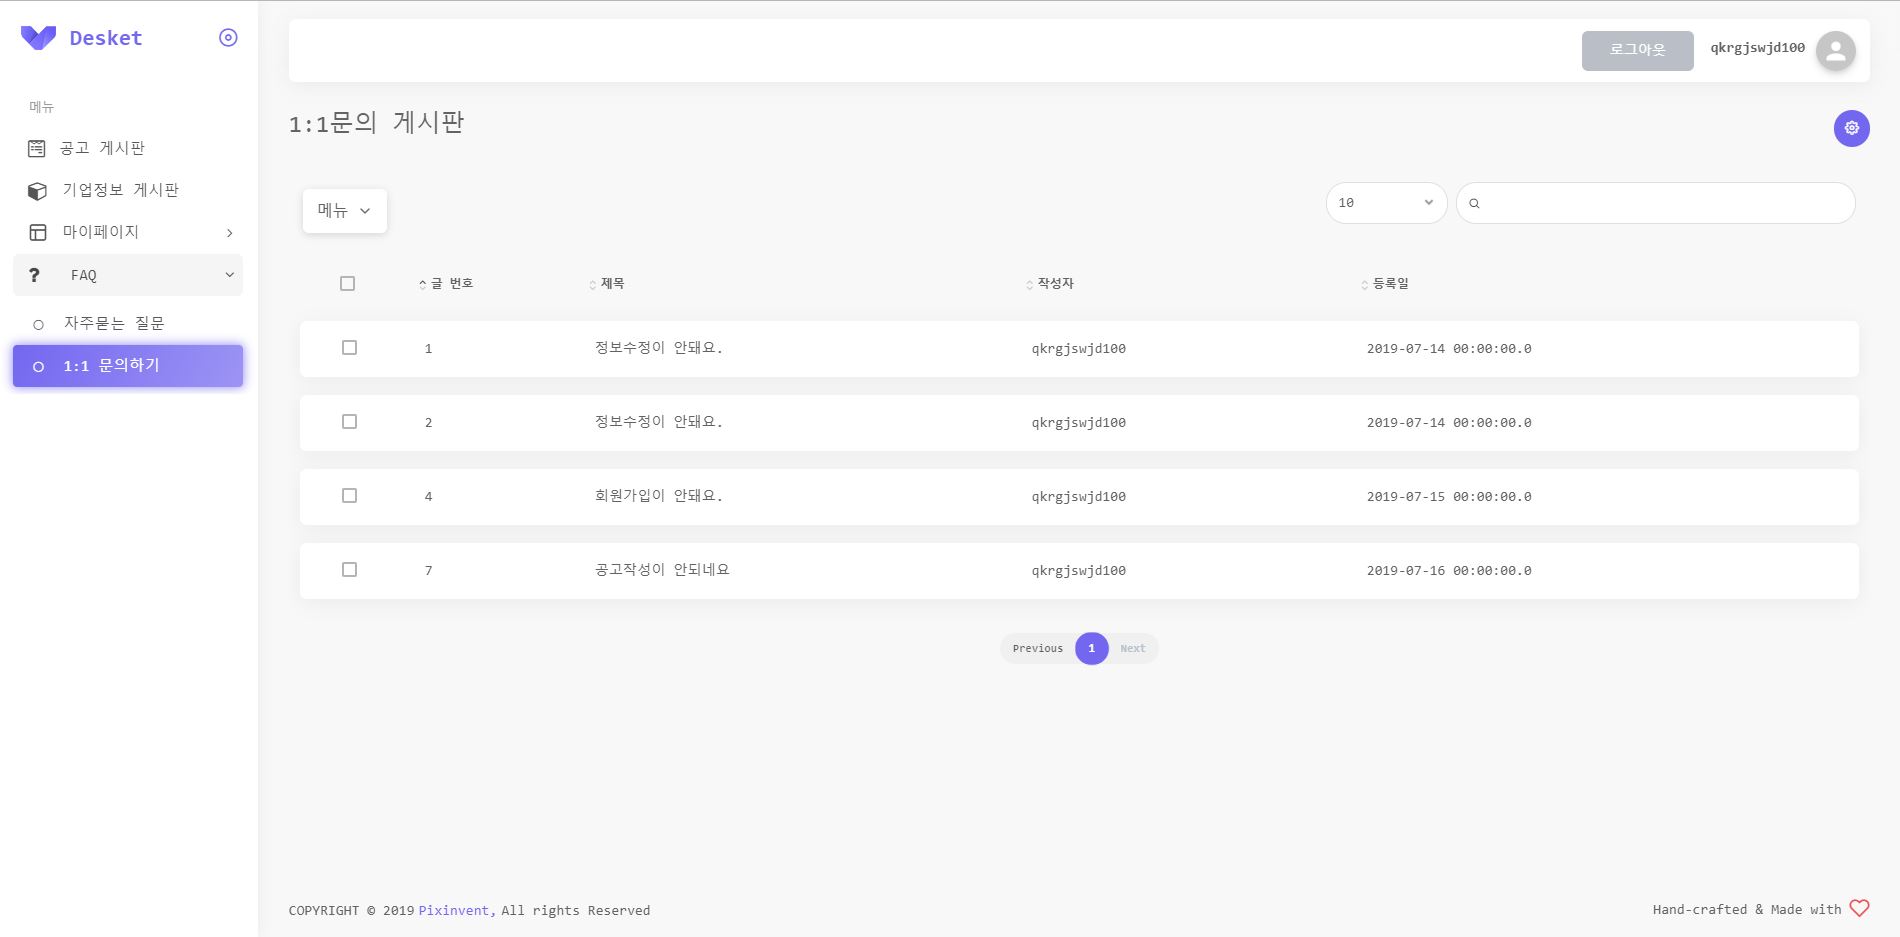 Desket
로그아웃 qkrgjswjd100
메뉴
1:1문의 게시판
공고 게시판
기업정보 게시판
마이페이지
FAQ
자주묻는 질문
1:1 문의하기
메뉴
10
글 번호 제목 작성자 등록일
1 정보수정이 안돼요. qkrgjswjd100 2019-07-14 00:00:00.0
2 정보수정이 안돼요. qkrgjswjd100 2019-07-14 00:00:00.0
4 회원가입이 안돼요. qkrgjswjd100 2019-07-15 00:00:00.0
7 공고작성이 안되네요 qkrgjswjd100 2019-07-16 00:00:00.0
Previous 1 Next
COPYRIGHT © 2019 Pixinvent, All rights Reserved
Hand-crafted & Made with